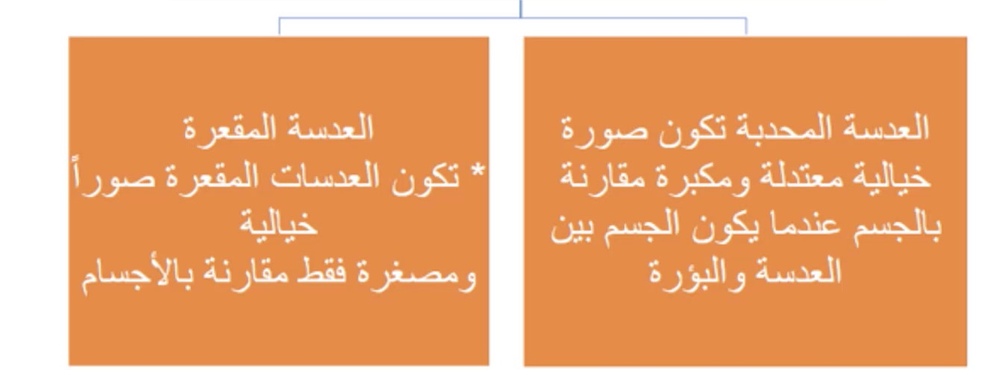 العدسة المحدبة تكون صورة
خيالية معتدلة ومكبرة مقارنة
بالجسم عندما يكون الجسم بين
العدسة والبؤرة
العدسة المقعرة
* تكون العدسات المقعرة صوراً
خيالية
ومصغرة فقط مقارنة بالأجسام